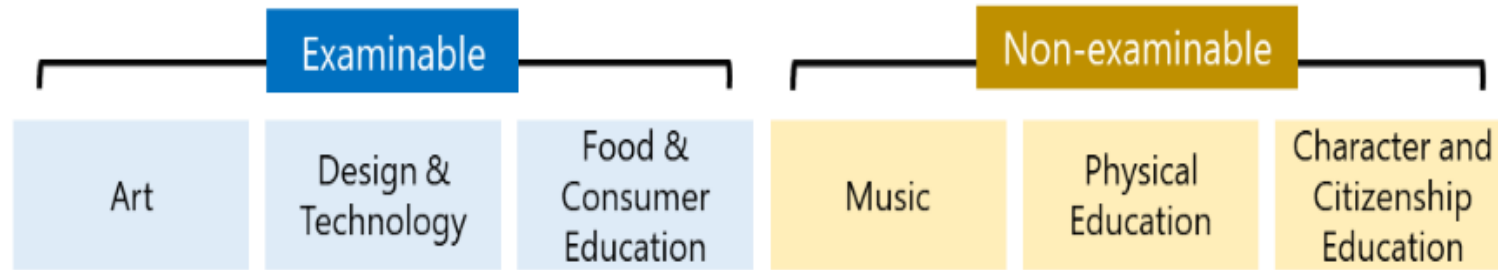 Examinable
Non-examinable
Art
Design &
Technology
Food &
Consumer
Education
Music
Physical
Education
Character and
Citizenship
Education